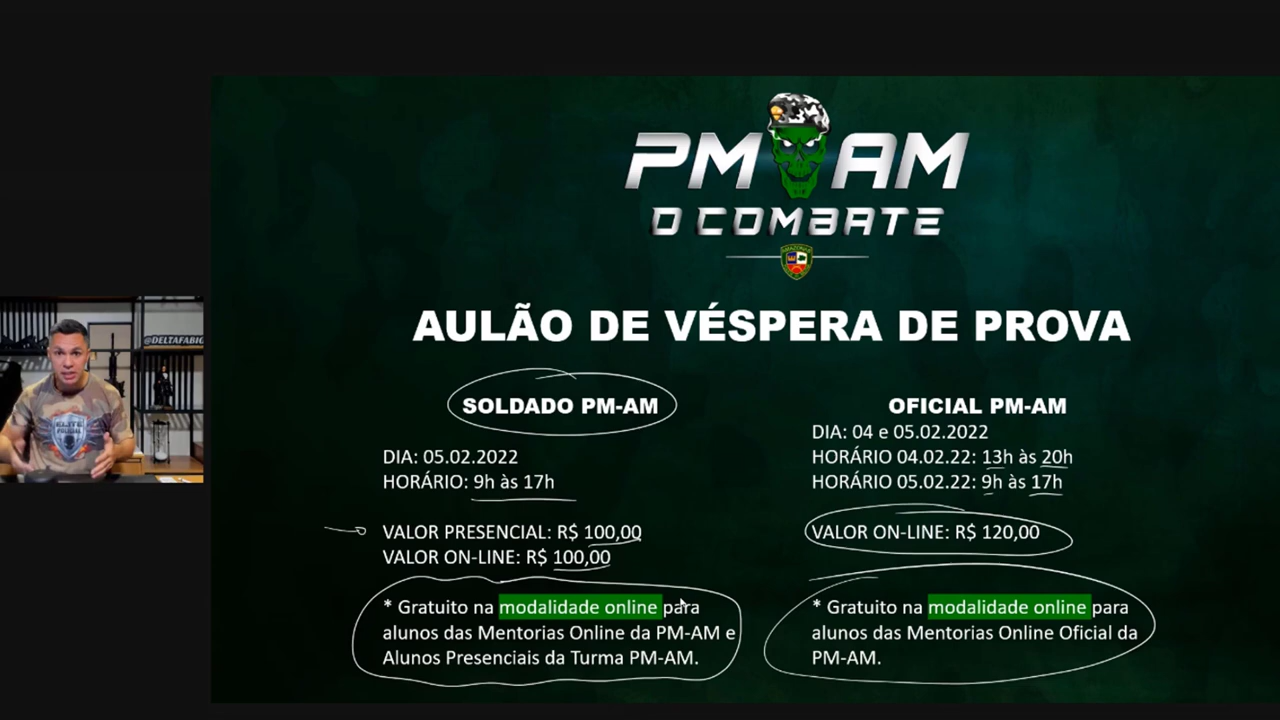 PM AM
O COMBATE
AMAZONAS
AULÃO DE VÉSPERA DE PROVA
SOLDADO PM-AM
DIA: 05.02.2022
HORÁRIO: 9h às 17h
VALOR PRESENCIAL: R$ 100,00
VALOR ON-LINE: R$ 100,00
* Gratuito na modalidade online para
alunos das Mentorias Online da PM-AM e
Alunos Presenciais da Turma PM-AM.
OFICIAL PM-AM
DIA: 04 e 05.02.2022
HORÁRIO 04.02.22: 13h às 20h
HORÁRIO 05.02.22: 9h às 17h
VALOR ON-LINE: R$ 120,00
* Gratuito na modalidade online para
alunos das Mentorias Online Oficial da
PM-AM.
@DELTAFABIO
ELITE
POLICIAL